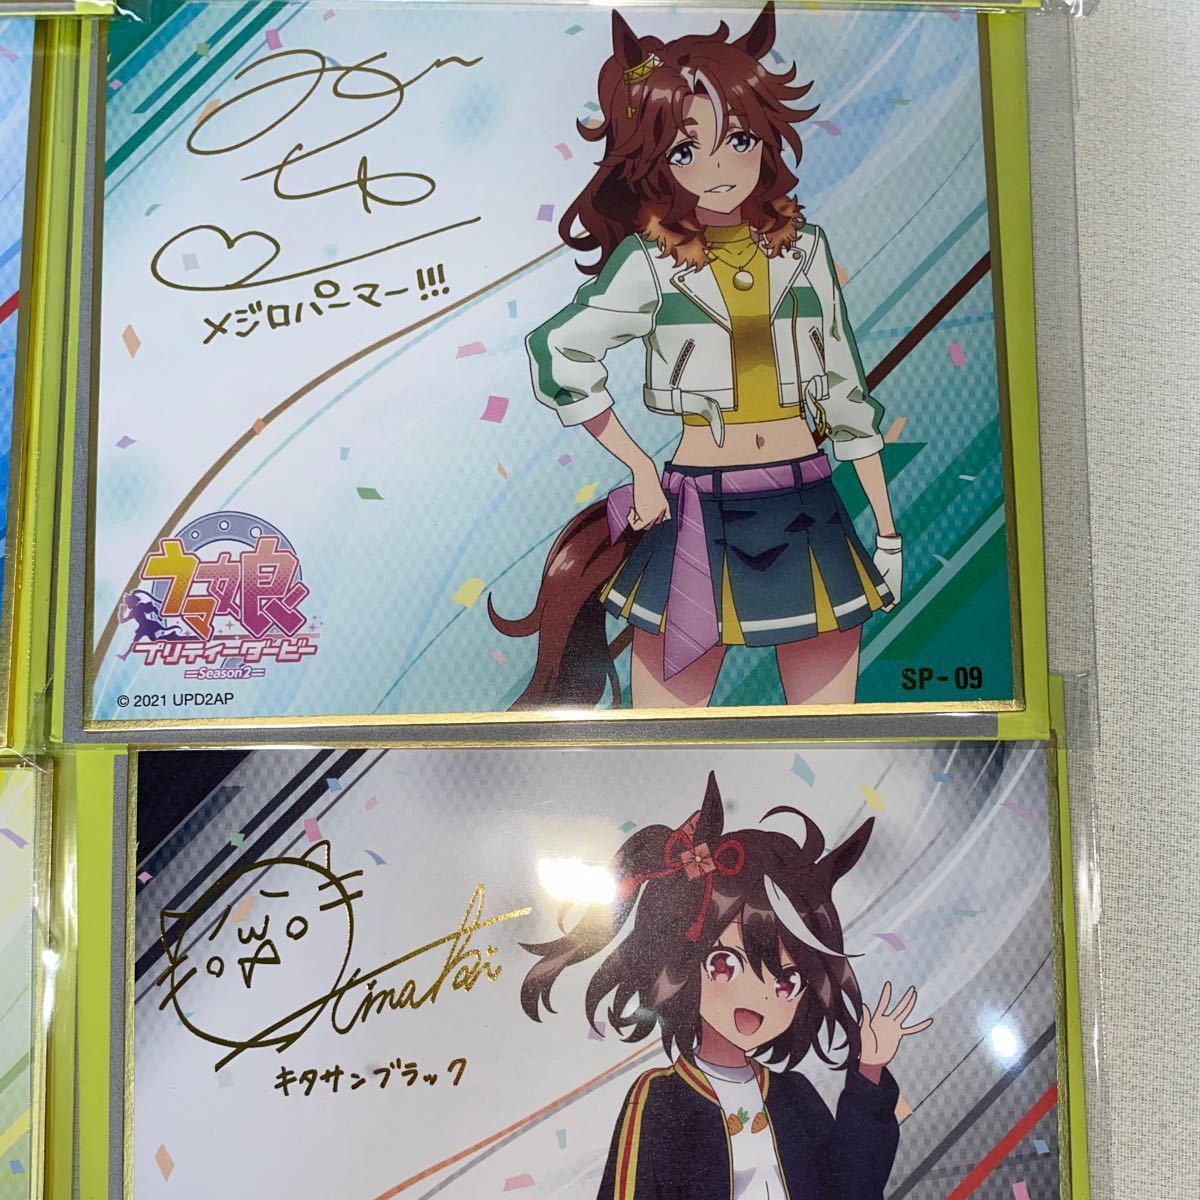 メジロパーマー!!!
ウマ娘
プリティーダービー
=Season2=
© 2021 UPD2AP
SP-09
キタサンブラック